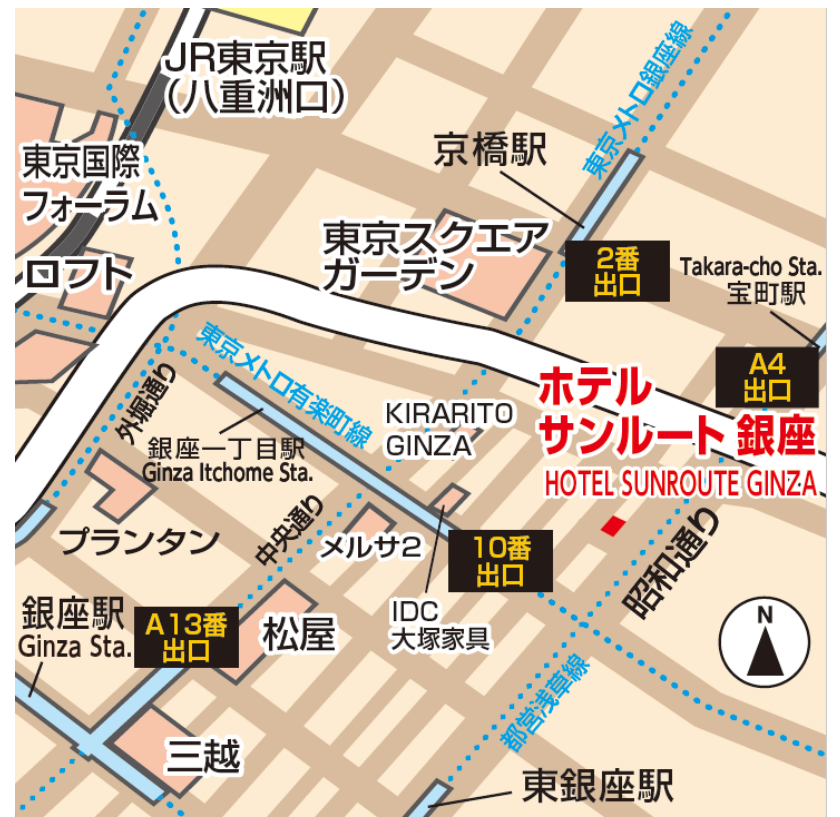 JR東京駅
(八重洲口)
東京メトロ銀座線
京橋駅
東京国際
フォーラム
東京スクエア
ガーデン
ロフト
2番
出口
Takara-cho Sta.
宝町駅
A4
出口
東京メトロ有楽町線
外堀通り
KIRARITO
GINZA
ホテル
サンルート 銀座
HOTEL SUNROUTE GINZA
銀座一丁目駅
Ginza Itchome Sta.
プランタン
中央通り
メルサ2
10番
出口
昭和通り
銀座駅
Ginza Sta.
A13番
出口
松屋
IDC
大塚家具
N
都営浅草線
三越
東銀座駅